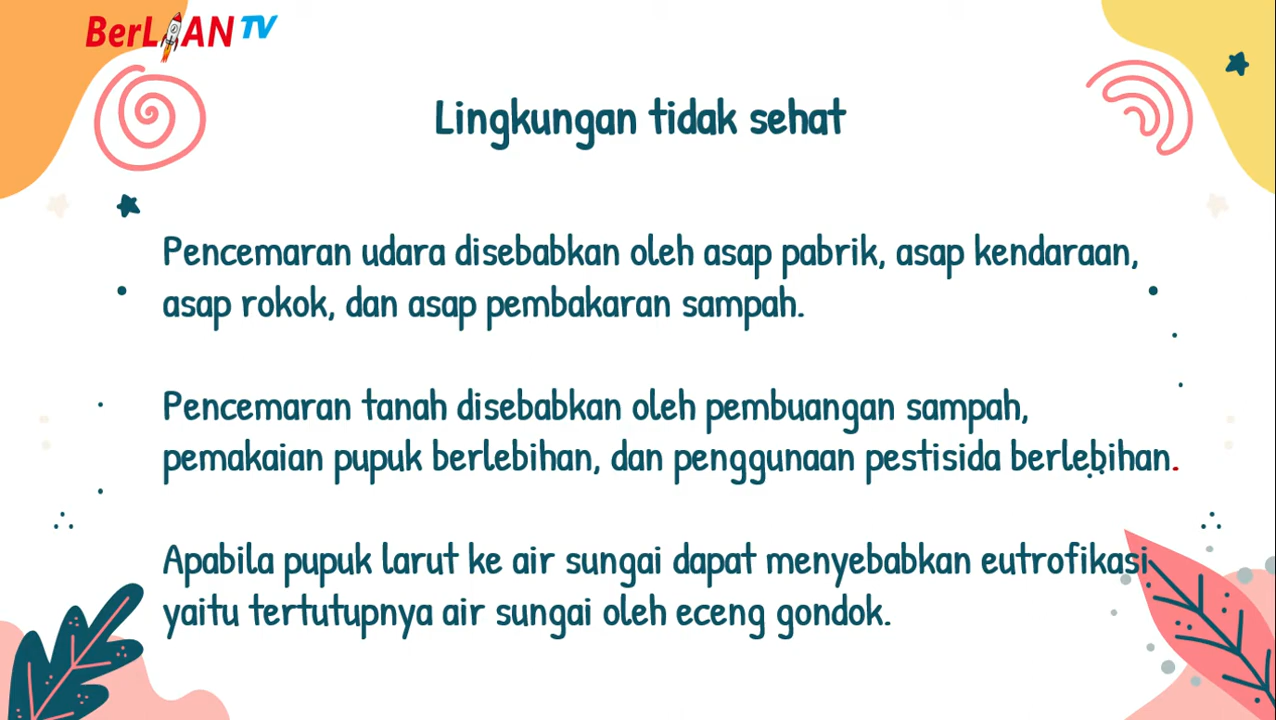 BerLIAN TV
Lingkungan tidak sehat
Pencemaran udara disebabkan oleh asap pabrik, asap kendaraan,
asap rokok, dan asap pembakaran sampah.
Pencemaran tanah disebabkan oleh pembuangan sampah,
pemakaian pupuk berlebihan, dan penggunaan pestisida berlebihan.
Apabila pupuk larut ke air sungai dapat menyebabkan eutrofikasi
yaitu tertutupnya air sungai oleh eceng gondok.